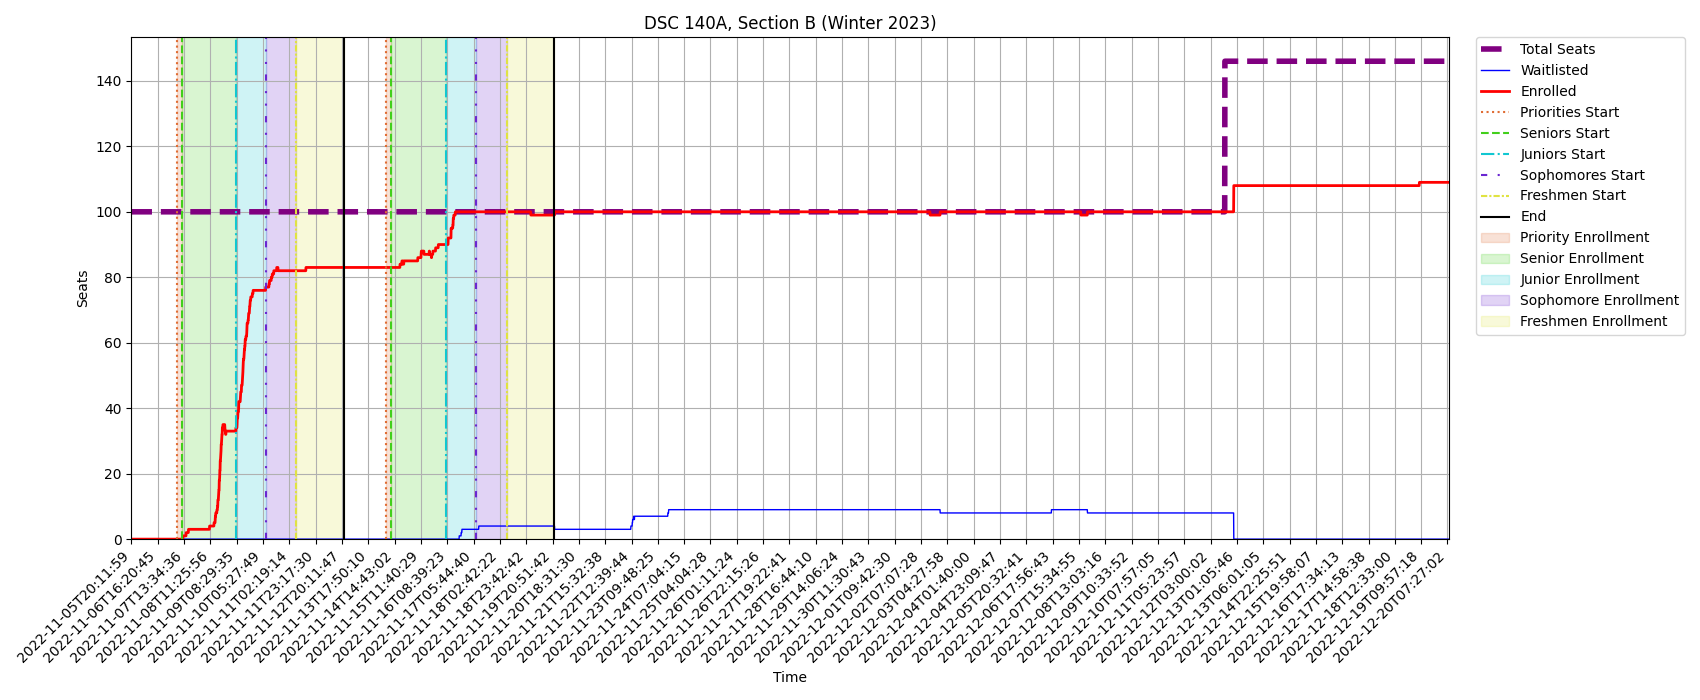 DSC 140A, Section B (Winter 2023)
Seats
140
120
100
80
60
40
20
0
2022-11-05T20:11:59
2022-11-06T16:20:45
2022-11-07T13:34:36
2022-11-08T11:25:56
2022-11-09T08:29:35
2022-11-10T05:27:49
2022-11-11T02:19:14
2022-11-11T23:17:30
2022-11-12T20:11:47
2022-11-13T17:50:10
2022-11-14T14:43:02
2022-11-15T11:40:29
2022-11-16T08:39:23
2022-11-17T05:44:40
2022-11-18T02:42:22
2022-11-18T23:42:42
2022-11-19T20:51:42
2022-11-20T18:31:30
2022-11-21T15:32:38
2022-11-22T12:39:44
2022-11-23T09:48:25
2022-11-24T07:04:15
2022-11-25T04:04:28
2022-11-26T01:11:24
2022-11-26T22:15:26
2022-11-27T19:22:41
2022-11-28T16:44:10
2022-11-29T14:06:24
2022-11-30T11:30:43
2022-12-01T09:42:30
2022-12-02T07:07:28
2022-12-03T04:27:58
2022-12-04T01:40:00
2022-12-04T23:09:47
2022-12-05T20:32:41
2022-12-06T17:56:43
2022-12-07T15:34:55
2022-12-08T13:03:16
2022-12-09T10:33:52
2022-12-10T07:57:05
2022-12-11T05:23:57
2022-12-12T03:00:02
2022-12-13T01:05:46
2022-12-13T06:01:05
2022-12-14T22:25:51
2022-12-15T19:58:07
2022-12-16T17:34:13
2022-12-17T14:58:38
2022-12-18T12:33:00
2022-12-19T09:57:18
2022-12-20T07:27:02
Time
Total Seats
Waitlisted
Enrolled
Priorities Start
Seniors Start
Juniors Start
Sophomores Start
Freshmen Start
End
Priority Enrollment
Senior Enrollment
Junior Enrollment
Sophomore Enrollment
Freshmen Enrollment